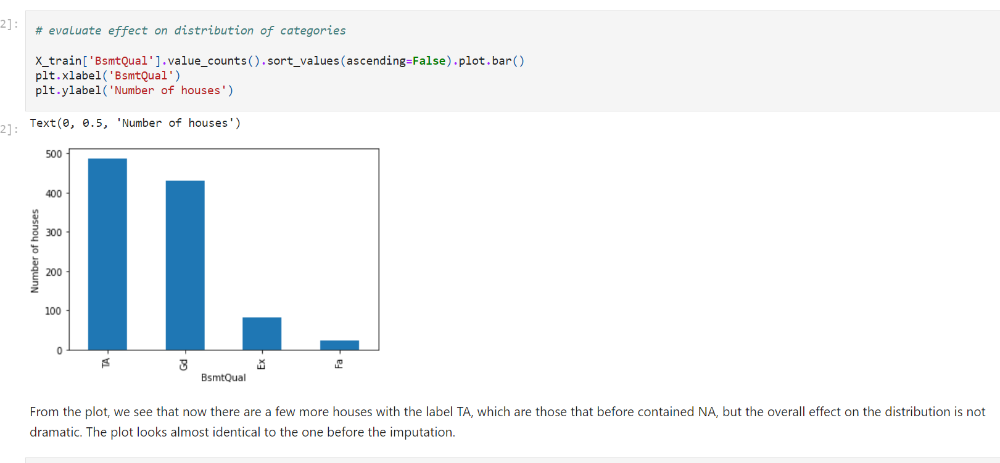 2]:
# evaluate effect on distribution of categories
X_train['BsmtQual'].value_counts().sort_values(ascending=False).plot.bar()
plt.xlabel('BsmtQual')
plt.ylabel('Number of houses')
2]:
Text(0, 0.5, 'Number of houses')
500
400
300
200
100
0
Number of houses
TA
Gd
Ex
Fa
BsmtQual
From the plot, we see that now there are a few more houses with the label TA, which are those that before contained NA, but the overall effect on the distribution is not
dramatic. The plot looks almost identical to the one before the imputation.